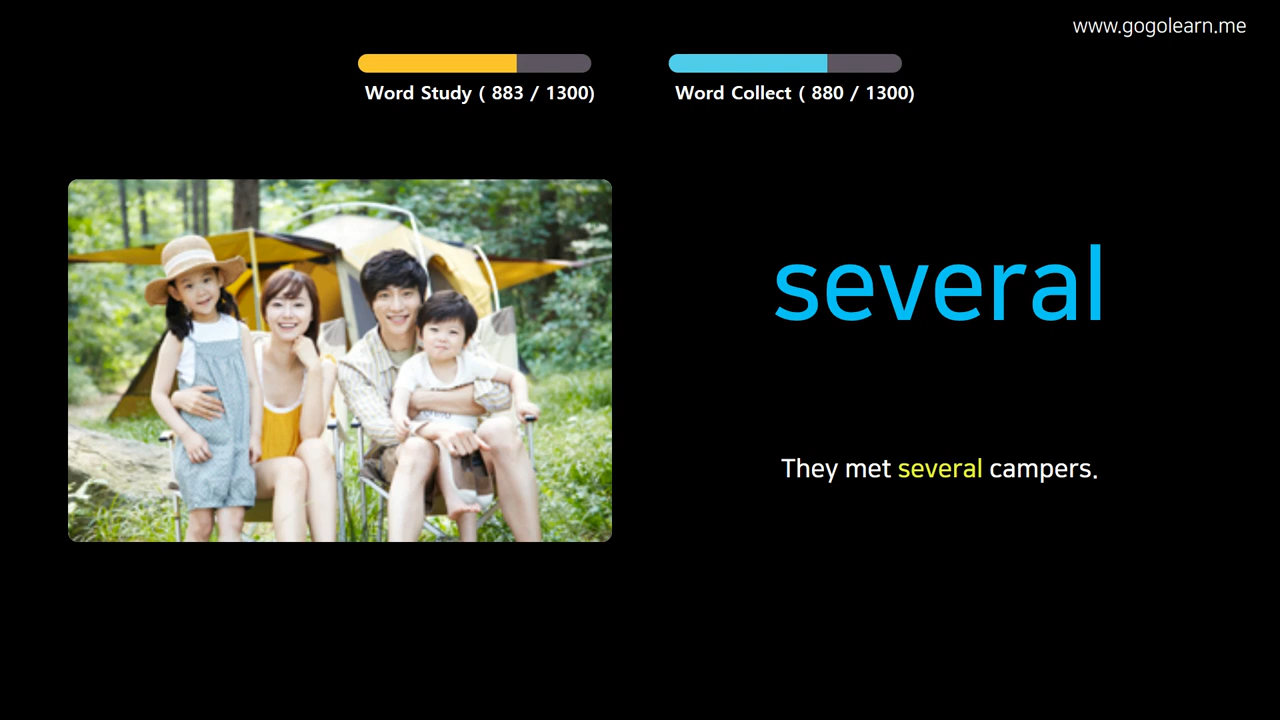 www.gogolearn.me
Word Study ( 883 / 1300)
Word Collect ( 880 / 1300)
several
They met several campers.